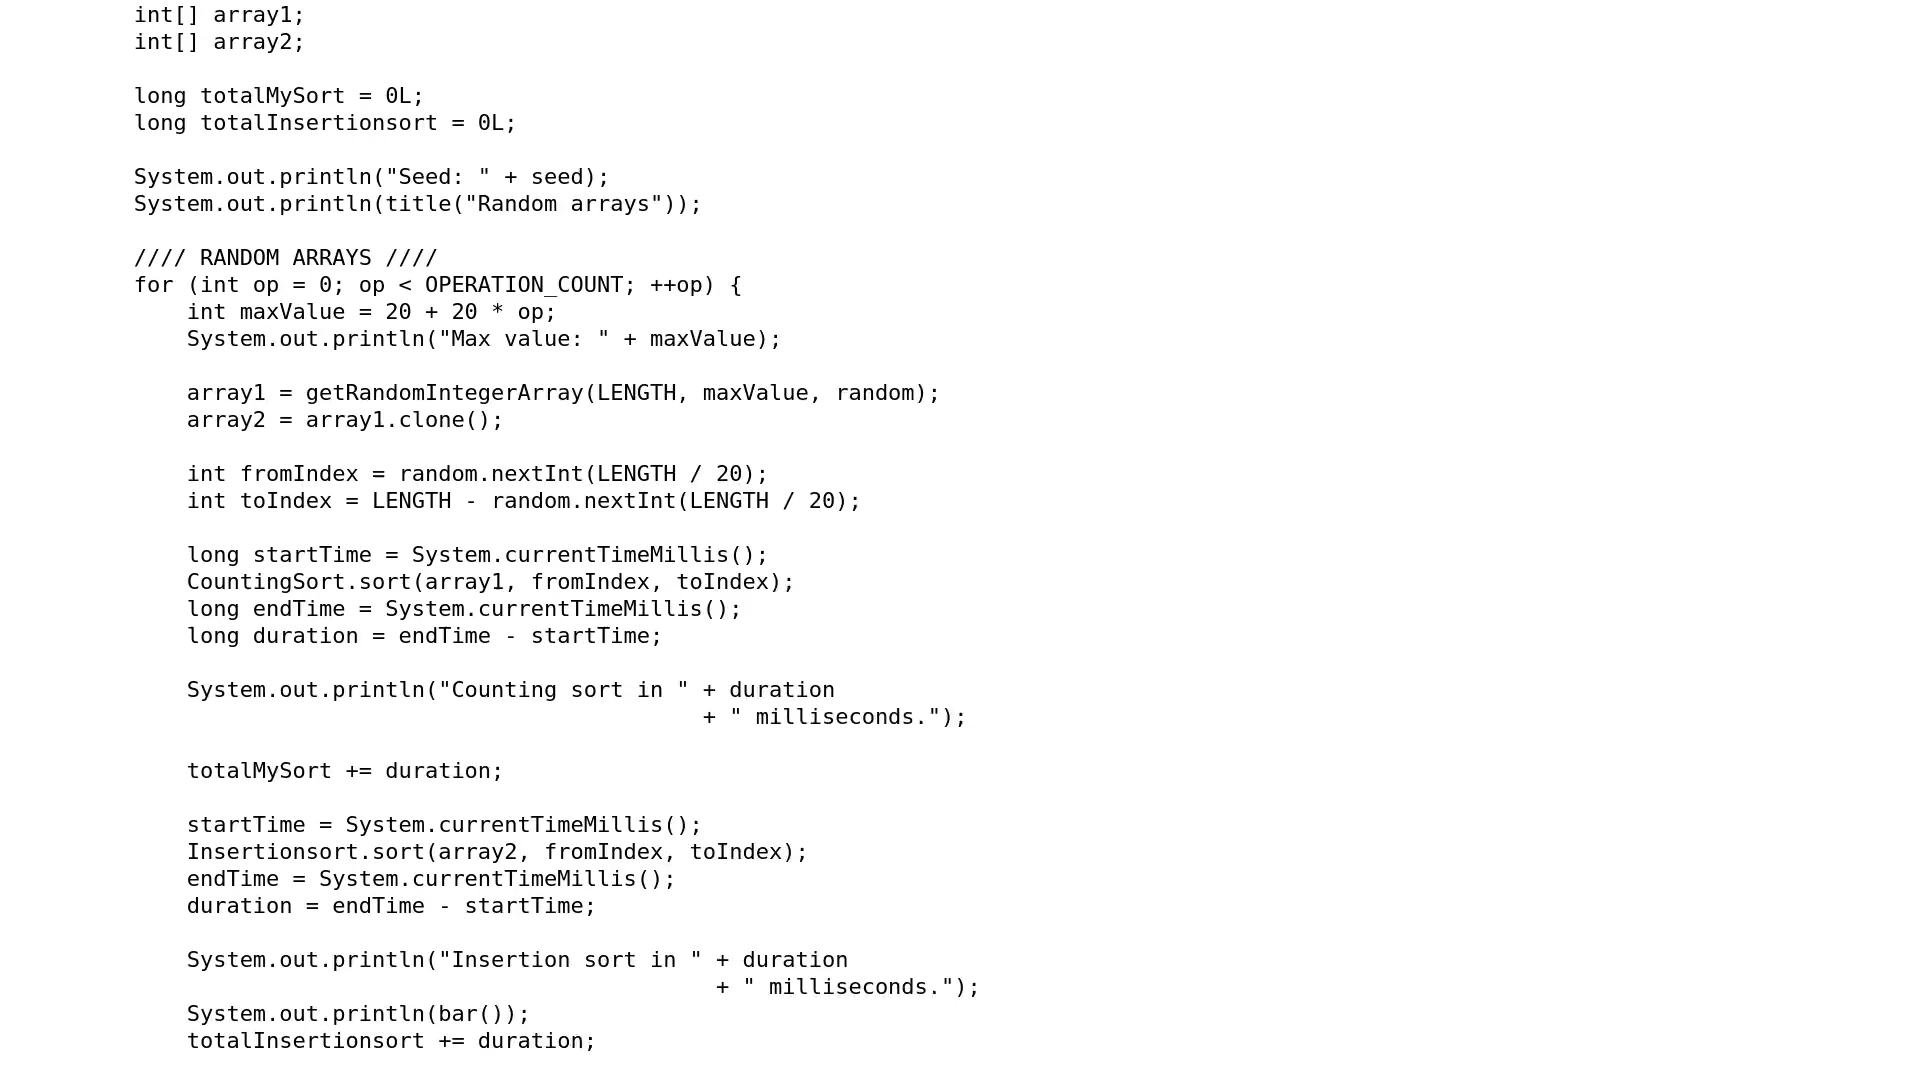 int[] array1;
int[] array2;

long totalMySort = 0L;
long totalInsertionsort = 0L;

System.out.println("Seed: " + seed);
System.out.println(title("Random arrays"));

//// RANDOM ARRAYS ////
for (int op = 0; op < OPERATION_COUNT; ++op) {
    int maxValue = 20 + 20 * op;
    System.out.println("Max value: " + maxValue);

    array1 = getRandomIntegerArray(LENGTH, maxValue, random);
    array2 = array1.clone();

    int fromIndex = random.nextInt(LENGTH / 20);
    int toIndex = LENGTH - random.nextInt(LENGTH / 20);

    long startTime = System.currentTimeMillis();
    CountingSort.sort(array1, fromIndex, toIndex);
    long endTime = System.currentTimeMillis();
    long duration = endTime - startTime;

    System.out.println("Counting sort in " + duration
                                           + " milliseconds.");

    totalMySort += duration;

    startTime = System.currentTimeMillis();
    Insertionsort.sort(array2, fromIndex, toIndex);
    endTime = System.currentTimeMillis();
    duration = endTime - startTime;

    System.out.println("Insertion sort in " + duration
                                            + " milliseconds.");
    System.out.println(bar());
    totalInsertionsort += duration;